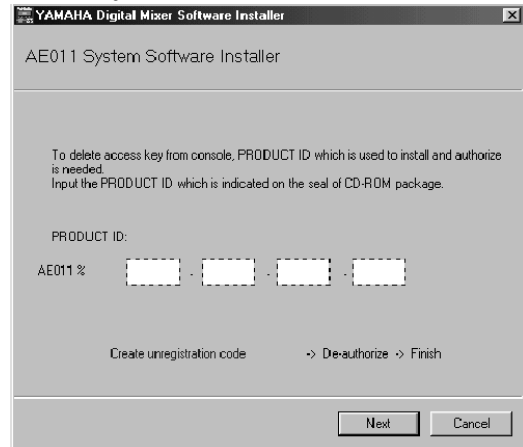 YAMAHA Digital Mixer Software Installer
AE011 System Software Installer
To delete access key from console, PRODUCT ID which is used to install and authorize
is needed.
Input the PRODUCT ID which is indicated on the seal of CD-ROM package.
PRODUCT ID:
AE011 % - - -
Create unregistration code -> De-authorize -> Finish
Next Cancel